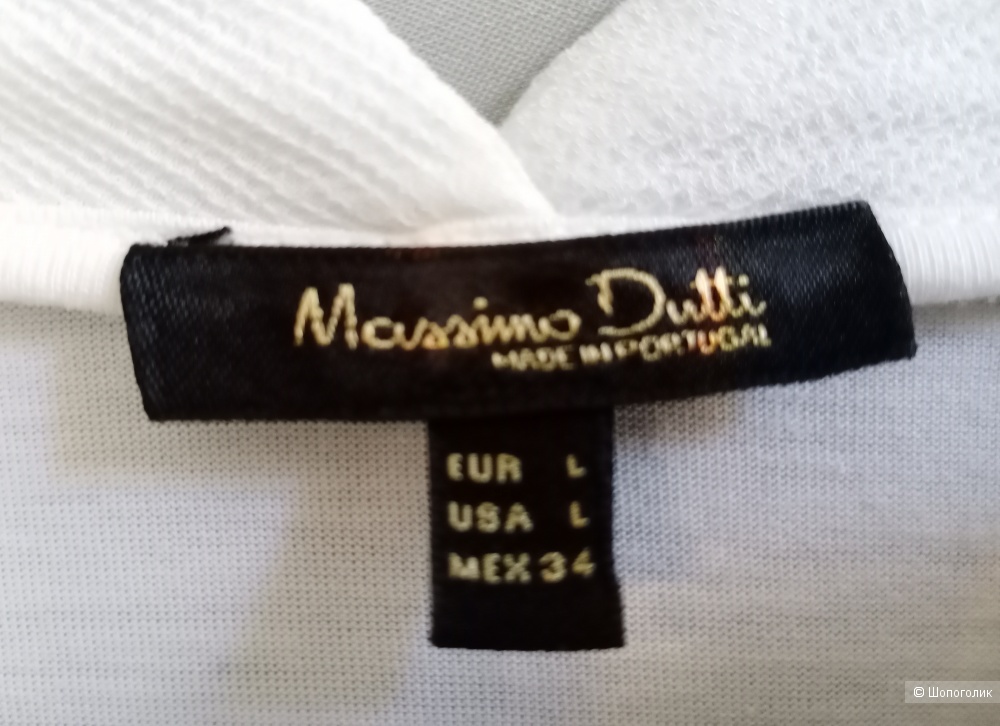 Massimo Dutti
MADE IN PORTUGAL
EUR L
USA L
MEX 34
© Шопоголик